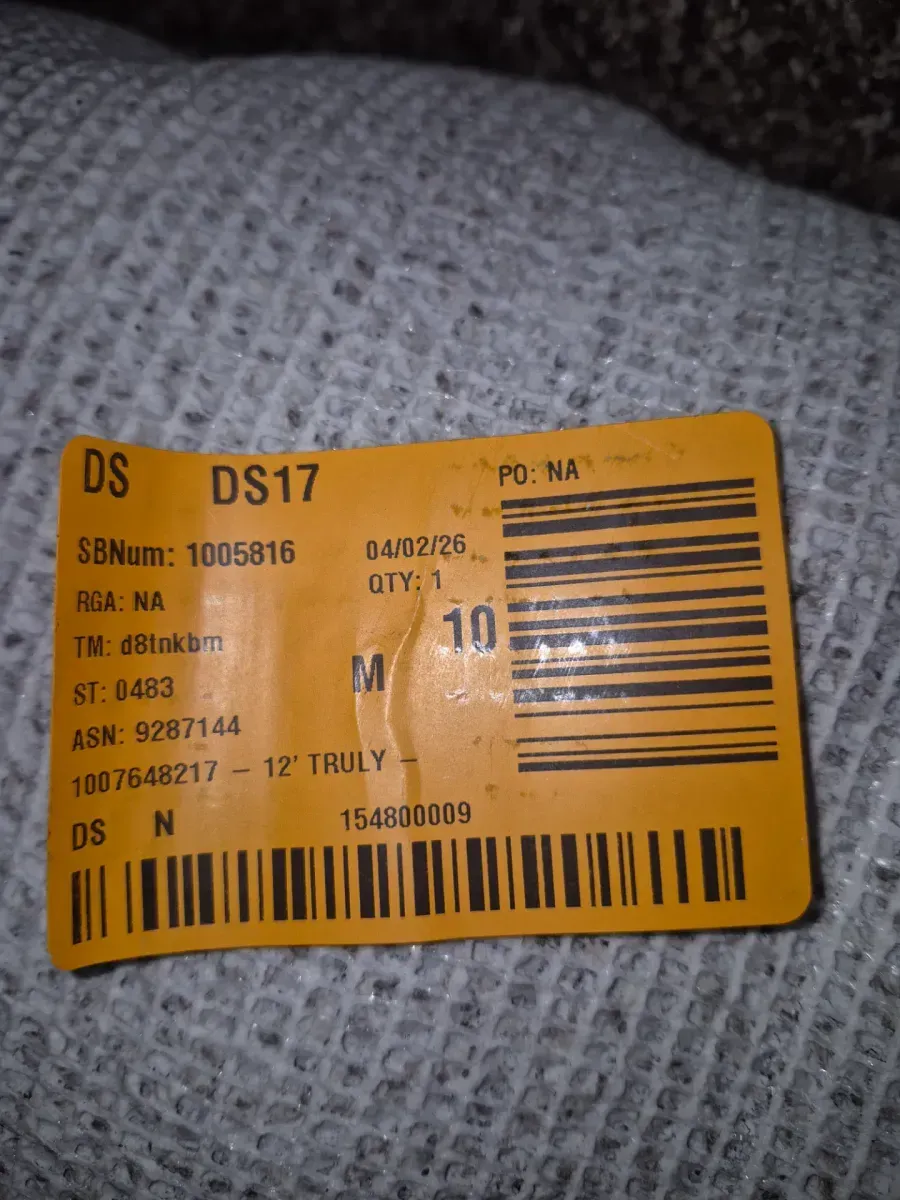 DS DS17 PO: NA
SBNum: 1005816 04/02/26
RGA: NA QTY: 1
TM: d8tnkbm 10
ST: 0483 M
ASN: 9287144
1007648217 – 12' TRULY –
DS N 154800009